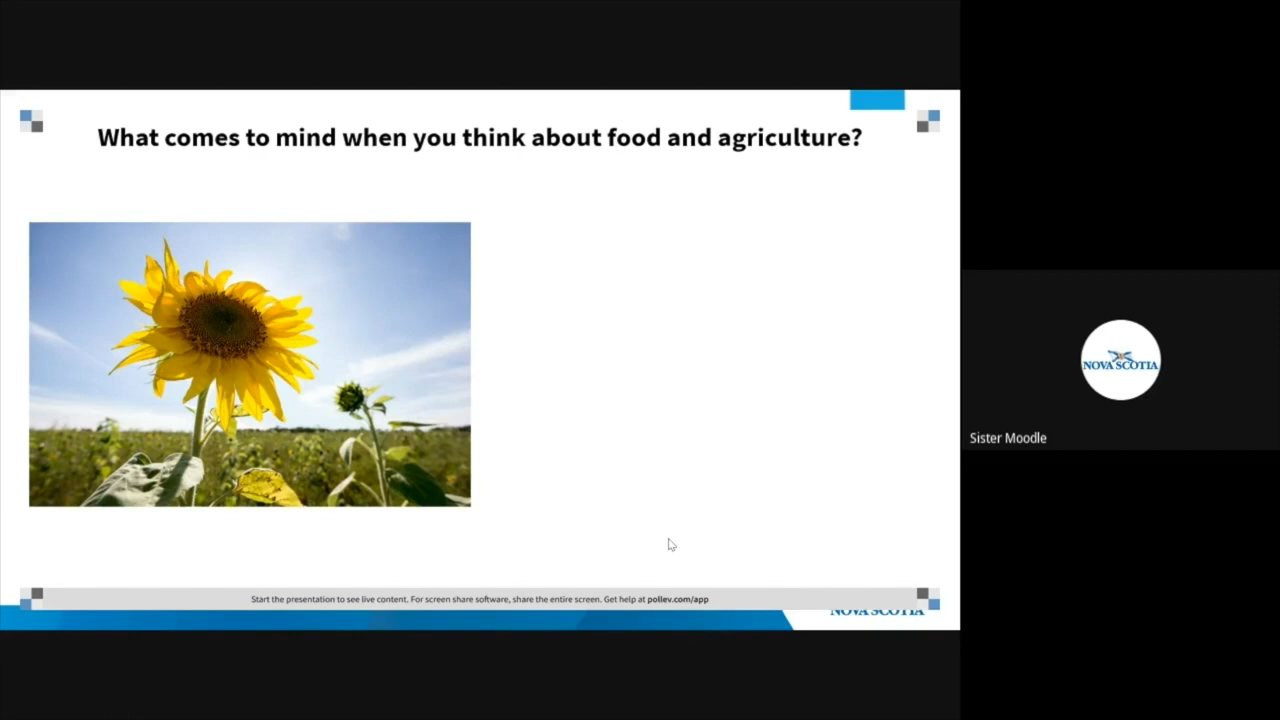 What comes to mind when you think about food and agriculture?
NOVA SCOTIA
Sister Moodle
Start the presentation to see live content. For screen share software, share the entire screen. Get help at pollev.com/app
NOVA SCOTIA